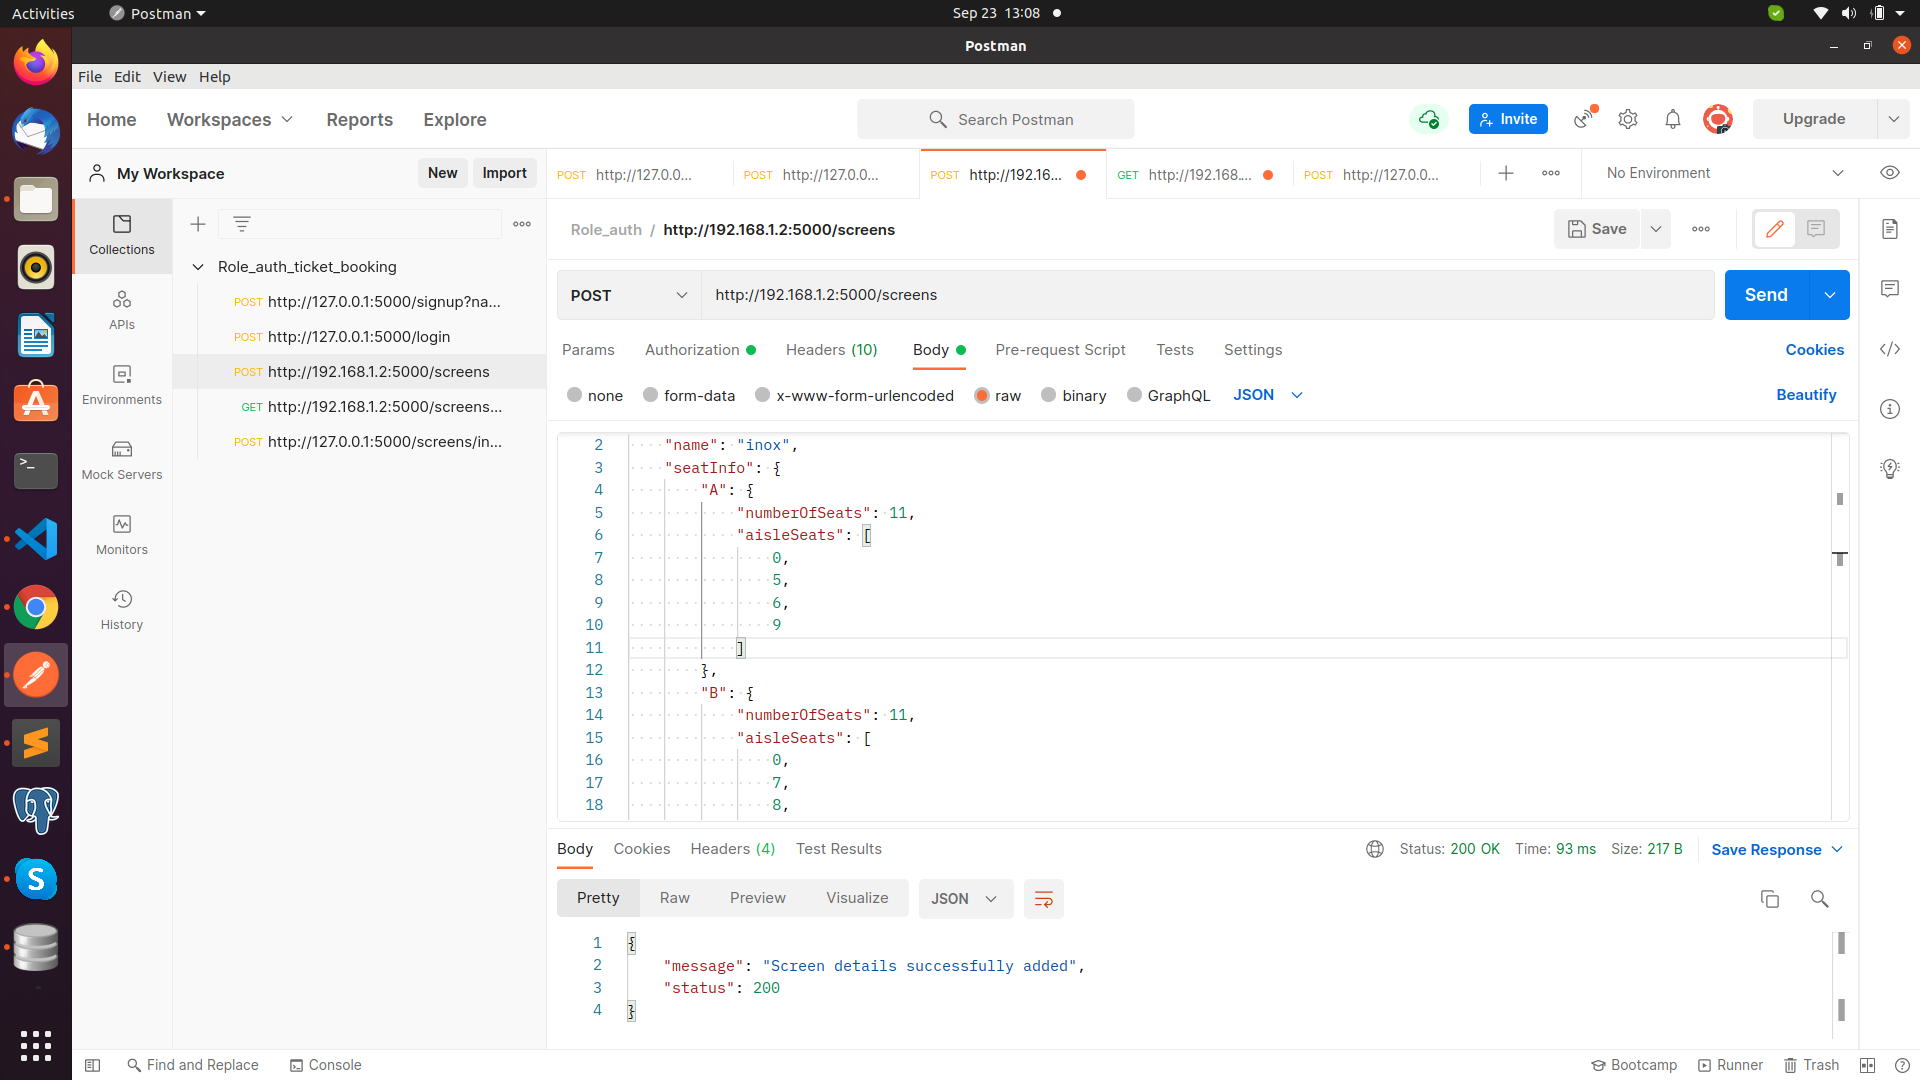 Activities Postman Sep 23 13:08
Postman
File Edit View Help
Home Workspaces Reports Explore Search Postman Invite Upgrade
My Workspace New Import
POST http://127.0.0... POST http://127.0.0... POST http://192.16... GET http://192.168.... POST http://127.0.0... No Environment
Collections
APIs
Environments
Mock Servers
Monitors
History
Role_auth_ticket_booking
POST http://127.0.0.1:5000/signup?na...
POST http://127.0.0.1:5000/login
POST http://192.168.1.2:5000/screens
GET http://192.168.1.2:5000/screens...
POST http://127.0.0.1:5000/screens/in...
Role_auth / http://192.168.1.2:5000/screens Save
POST http://192.168.1.2:5000/screens Send
Params Authorization Headers (10) Body Pre-request Script Tests Settings Cookies
none form-data x-www-form-urlencoded raw binary GraphQL JSON Beautify
2 "name": "inox",
3 "seatInfo": {
4 "A": {
5 "numberOfSeats": 11,
6 "aisleSeats": [
7 0,
8 5,
9 6,
10 9
11 ]
12 },
13 "B": {
14 "numberOfSeats": 11,
15 "aisleSeats": [
16 0,
17 7,
18 8,
Body Cookies Headers (4) Test Results Status: 200 OK Time: 93 ms Size: 217 B Save Response
Pretty Raw Preview Visualize JSON
1 {
2 "message": "Screen details successfully added",
3 "status": 200
4 }
Find and Replace Console Bootcamp Runner Trash